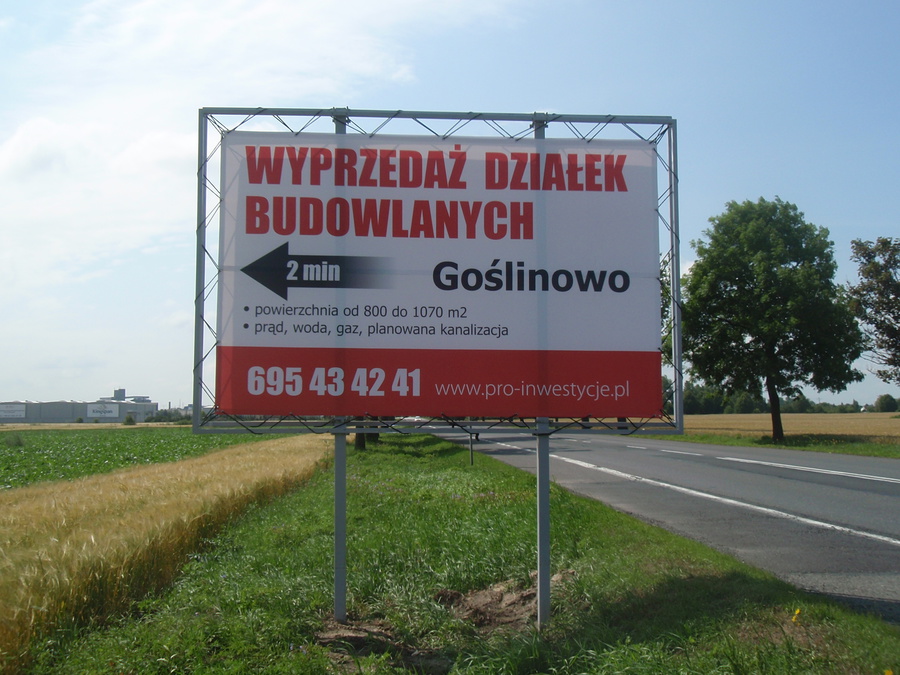 WYPRZEDAŻ DZIAŁEK
BUDOWLANYCH
2 min
Goślinowo
• powierzchnia od 800 do 1070 m2
• prąd, woda, gaz, planowana kanalizacja
695 43 42 41 www.pro-inwestycje.pl